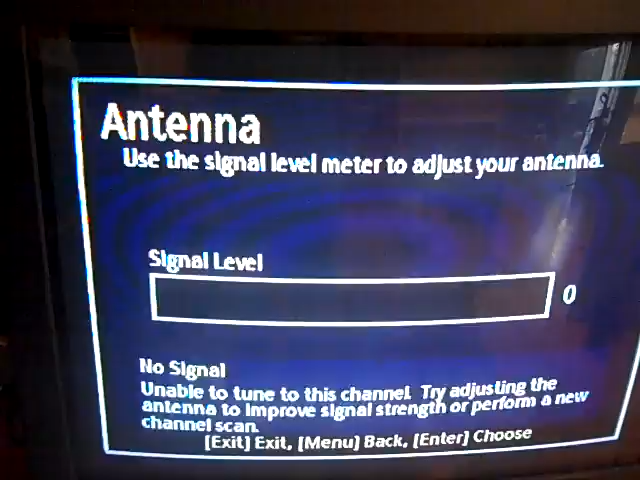 Antenna
Use the signal level meter to adjust your antenna.
Signal Level
0
No Signal
Unable to tune to this channel. Try adjusting the
antenna to improve signal strength or perform a new
channel scan.
[Exit] Exit, [Menu] Back, [Enter] Choose